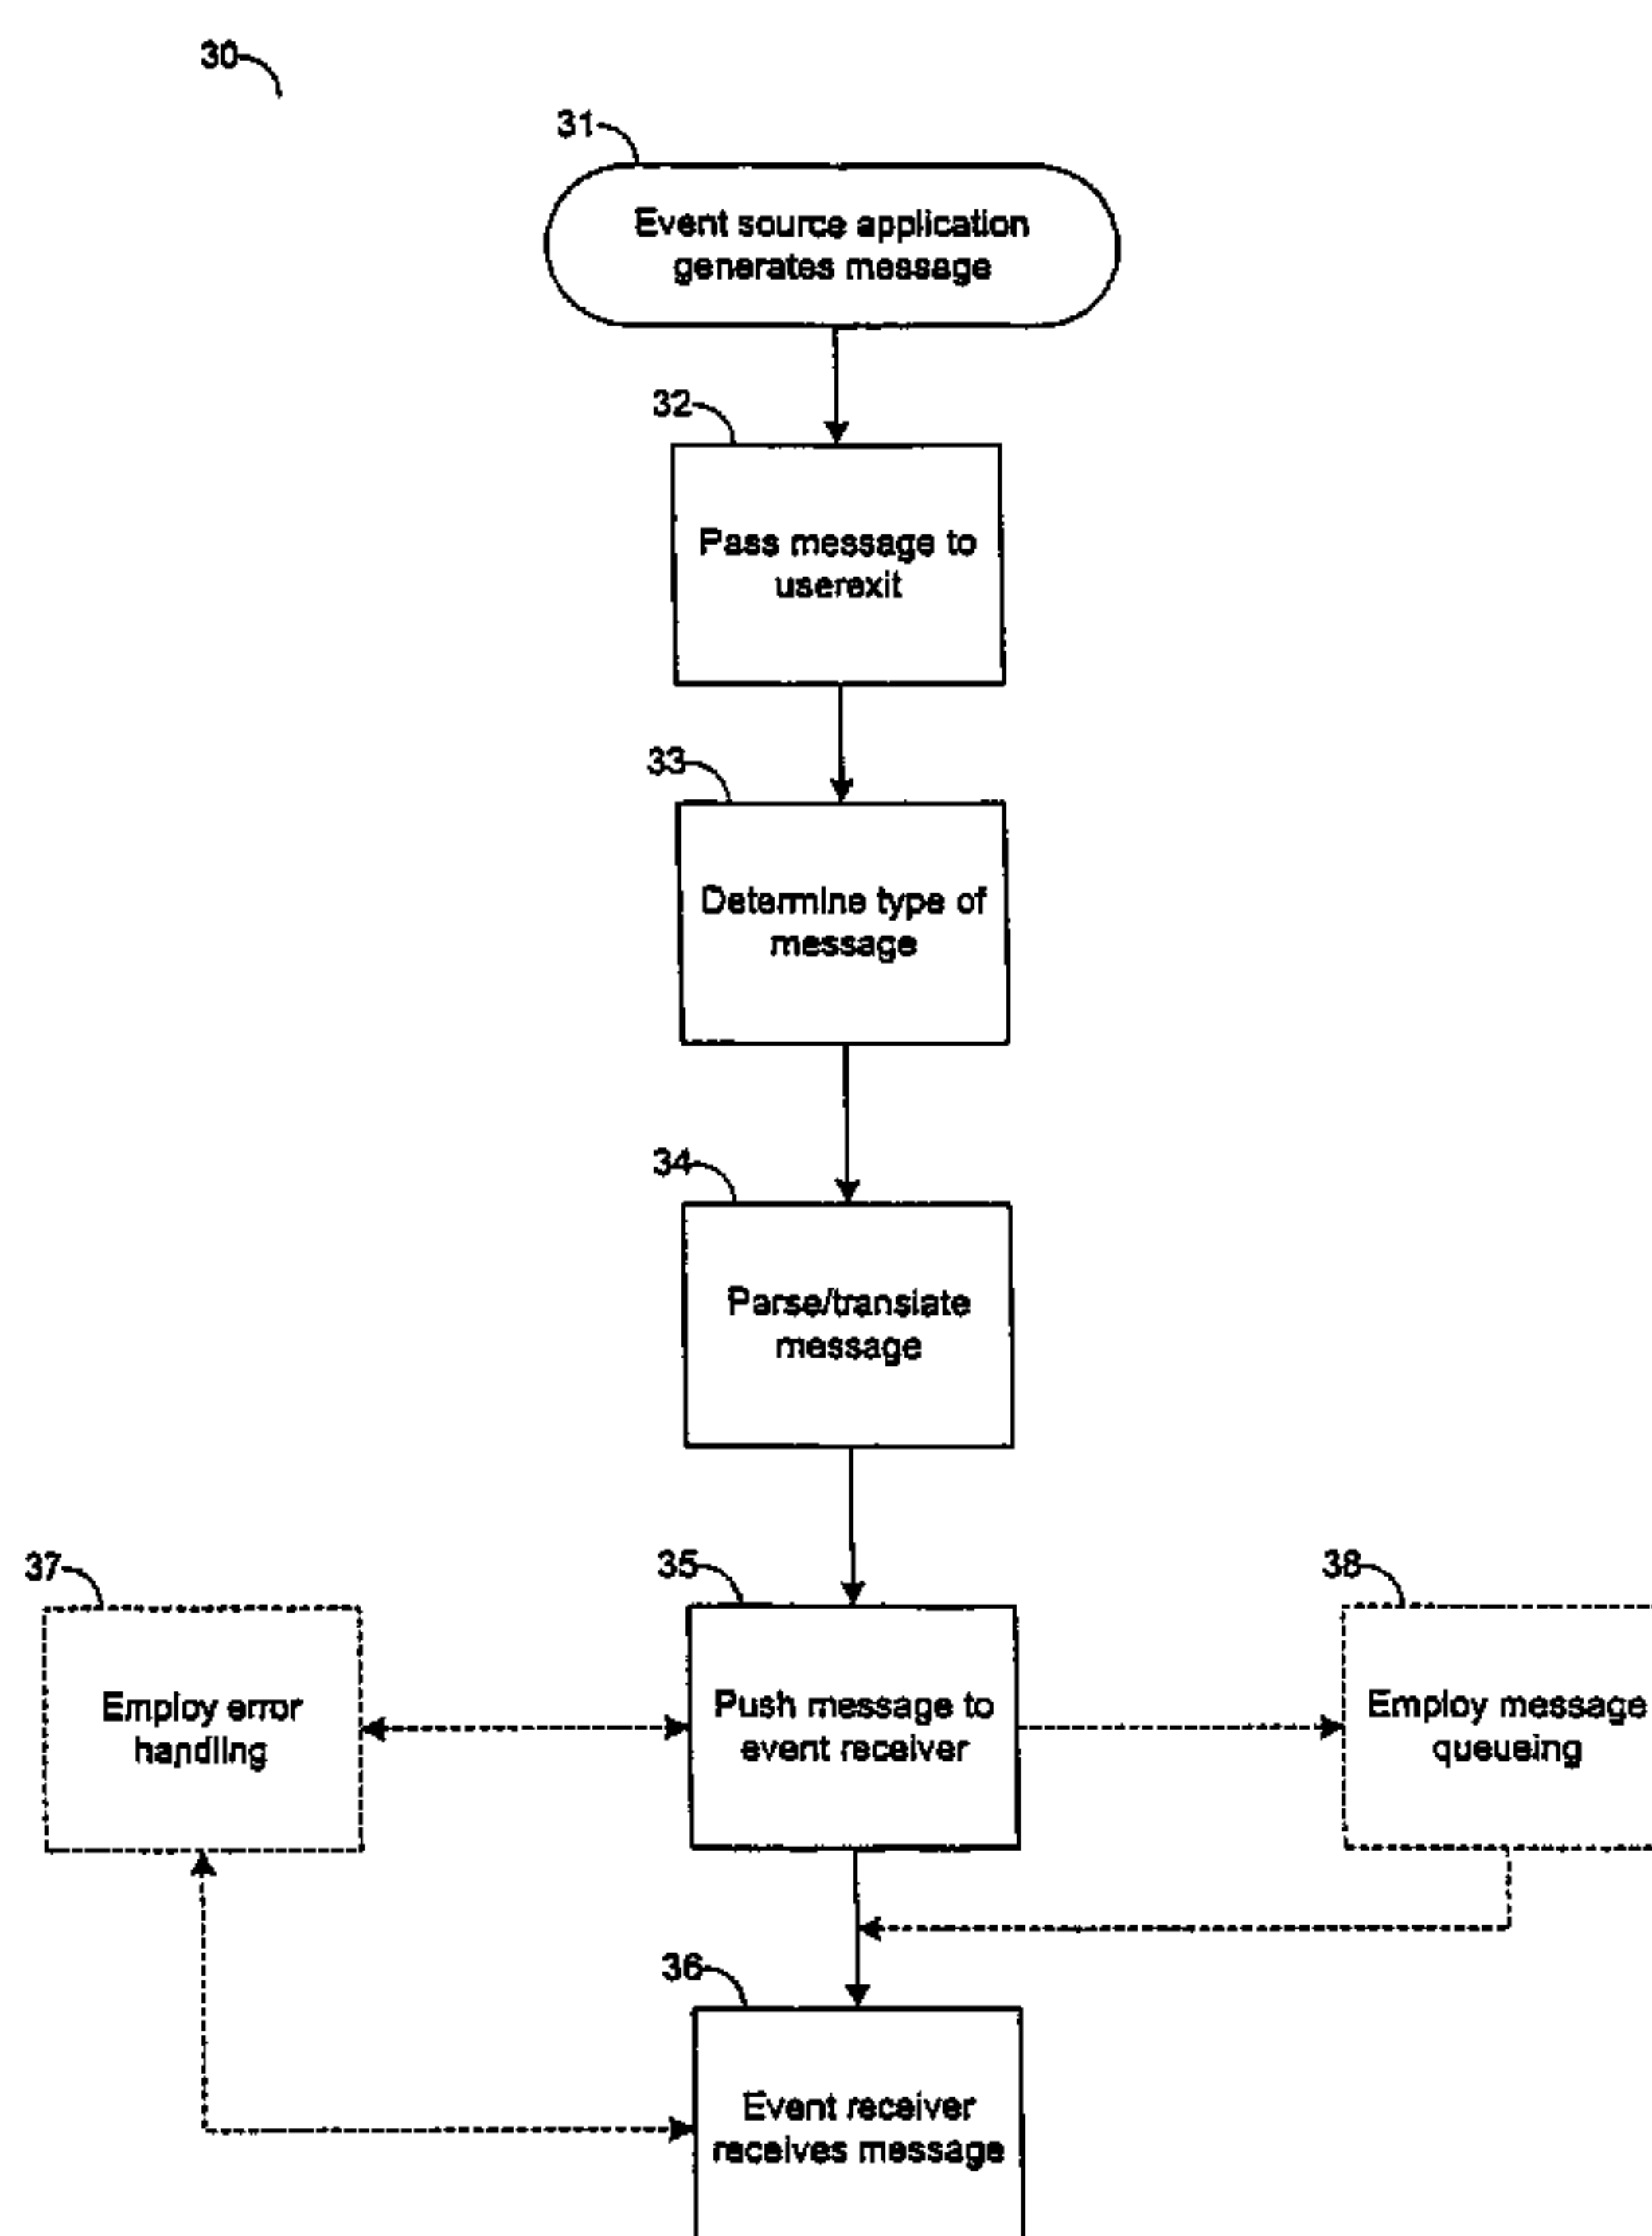 30
31
Event source application
generates message
32
Pass message to
userexit
33
Determine type of
message
34
Parse/translate
message
37
35
38
Employ error
handling
Push message to
event receiver
Employ message
queueing
36
Event receiver
receives message